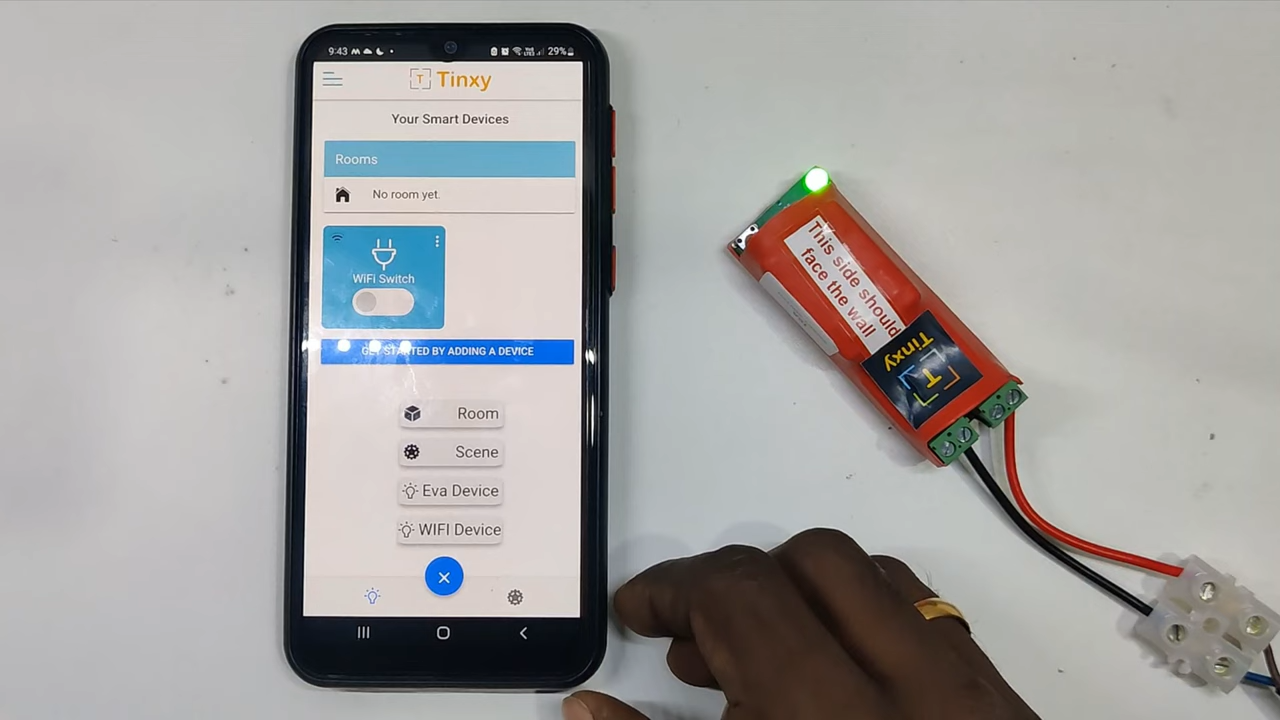 9:43
29%
T Tinxy
Your Smart Devices
Rooms
No room yet.
WiFi Switch
GET STARTED BY ADDING A DEVICE
Room
Scene
Eva Device
WIFI Device
This side should
face the wall
Tinxy
T